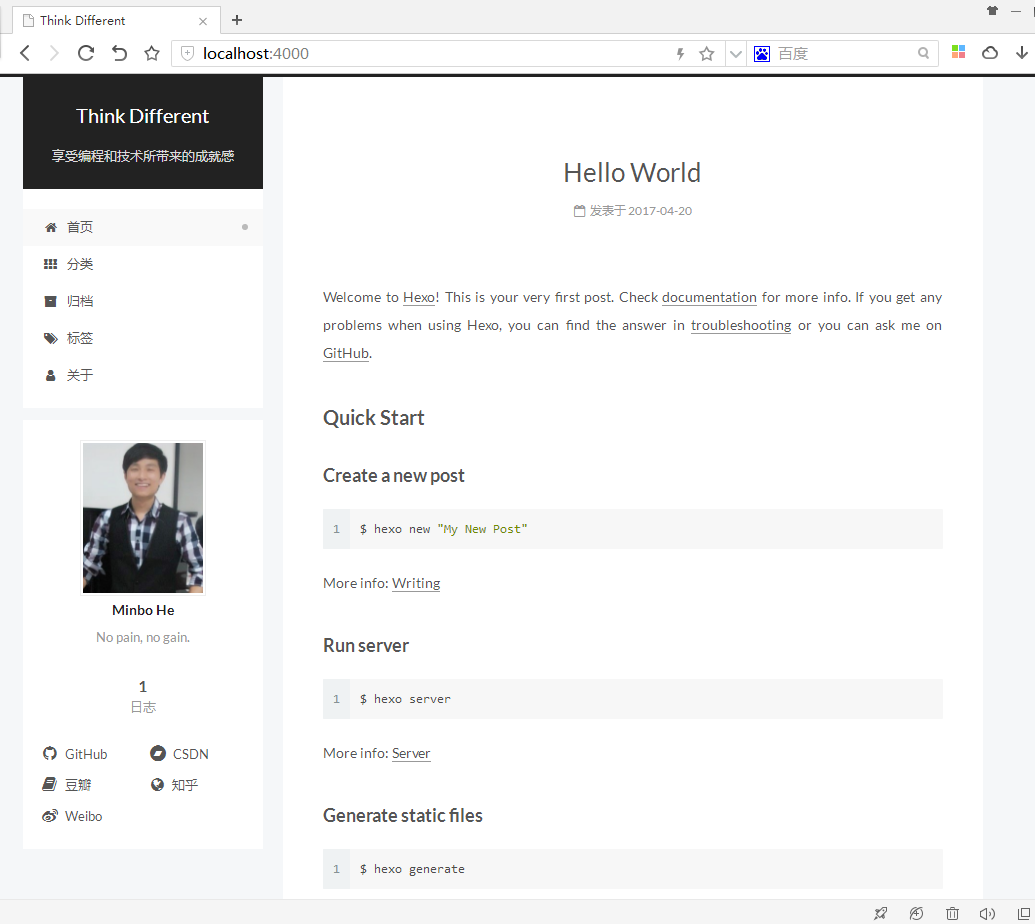 Think Different
localhost:4000
百度
Think Different
享受编程和技术所带来的成就感
首页
分类
归档
标签
关于
Minbo He
No pain, no gain.
1
日志
GitHub
CSDN
豆瓣
知乎
Weibo
Hello World
发表于 2017-04-20
Welcome to Hexo! This is your very first post. Check documentation for more info. If you get any
problems when using Hexo, you can find the answer in troubleshooting or you can ask me on
GitHub.
Quick Start
Create a new post
1 $ hexo new "My New Post"
More info: Writing
Run server
1 $ hexo server
More info: Server
Generate static files
1 $ hexo generate